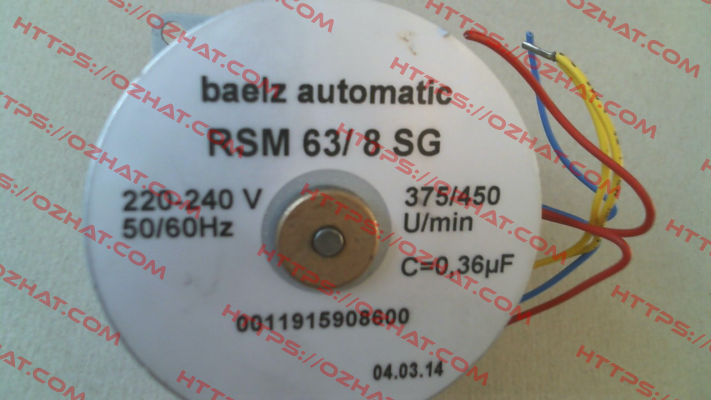 baelz automatic
RSM 63/ 8 SG
220-240 V
50/60Hz
375/450
U/min
C=0,36µF
0011915908600
04.03.14
HTTPS://OZHAT.COM